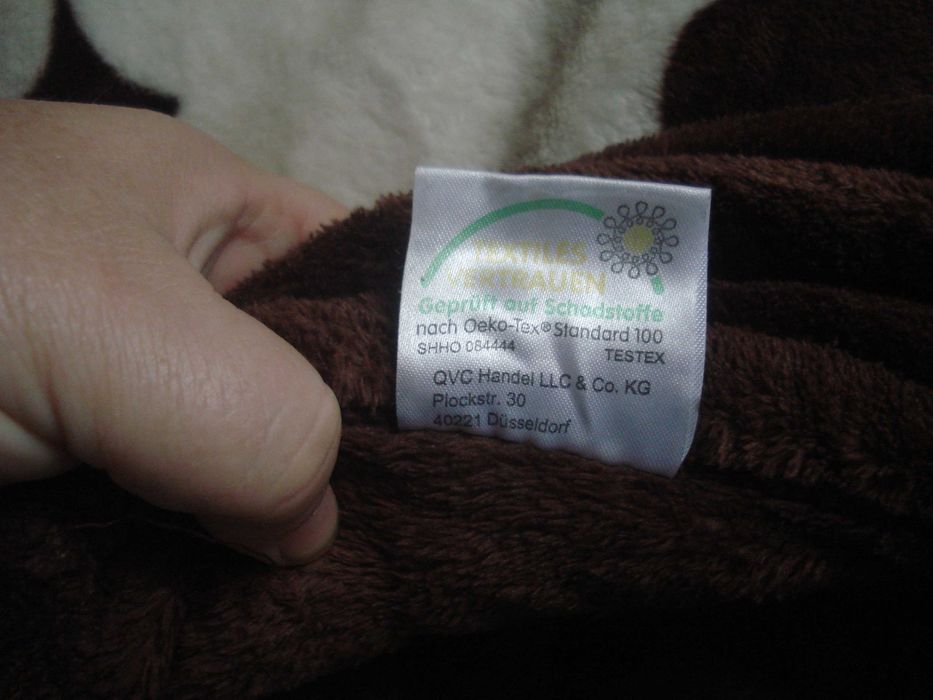 TEXTILES
VERTRAUEN
Geprüft auf Schadstoffe
nach Oeko-Tex® Standard 100
SHHO 084444 TESTEX
QVC Handel LLC & Co. KG
Plockstr. 30
40221 Düsseldorf